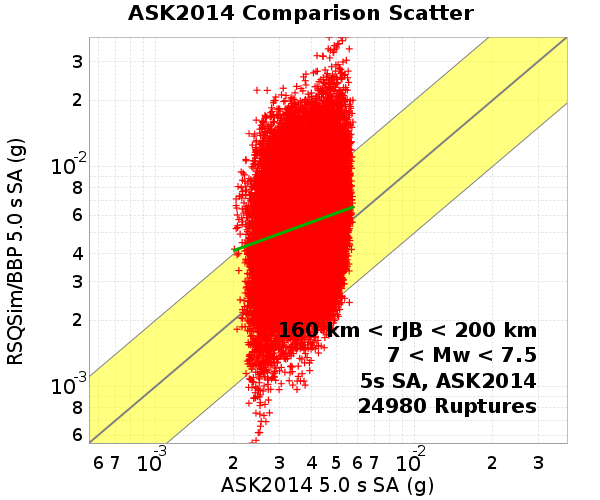 ASK2014 Comparison Scatter
RSQSim/BBP 5.0 s SA (g)
3
2
10-2
8
6
4
3
2
10-3
8
6
160 km < rJB < 200 km
7 < Mw < 7.5
5s SA, ASK2014
24980 Ruptures
6 7 10-3 2 3 4 5 6 7 10-2 2 3
ASK2014 5.0 s SA (g)